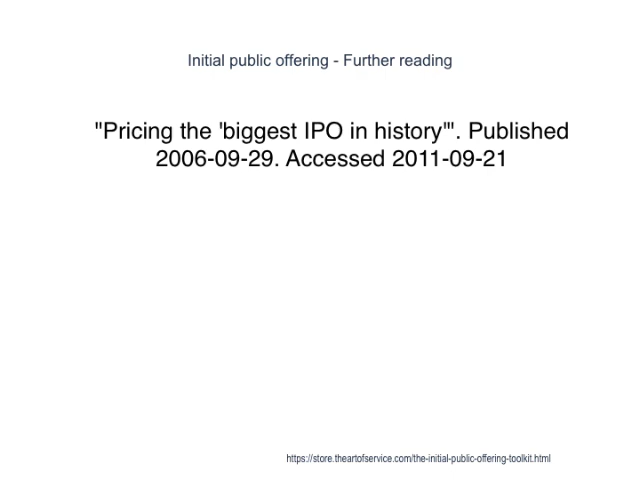 Initial public offering - Further reading
"Pricing the 'biggest IPO in history'". Published
2006-09-29. Accessed 2011-09-21
https://store.theartofservice.com/the-initial-public-offering-toolkit.html